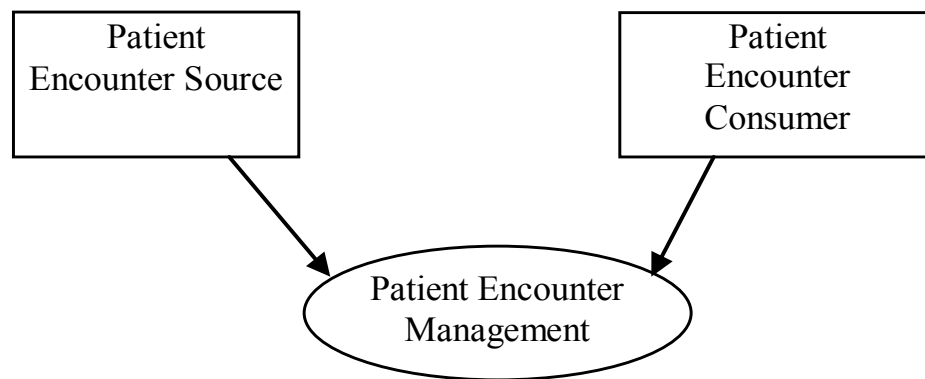 Patient
Encounter Source
Patient
Encounter
Consumer
Patient Encounter
Management